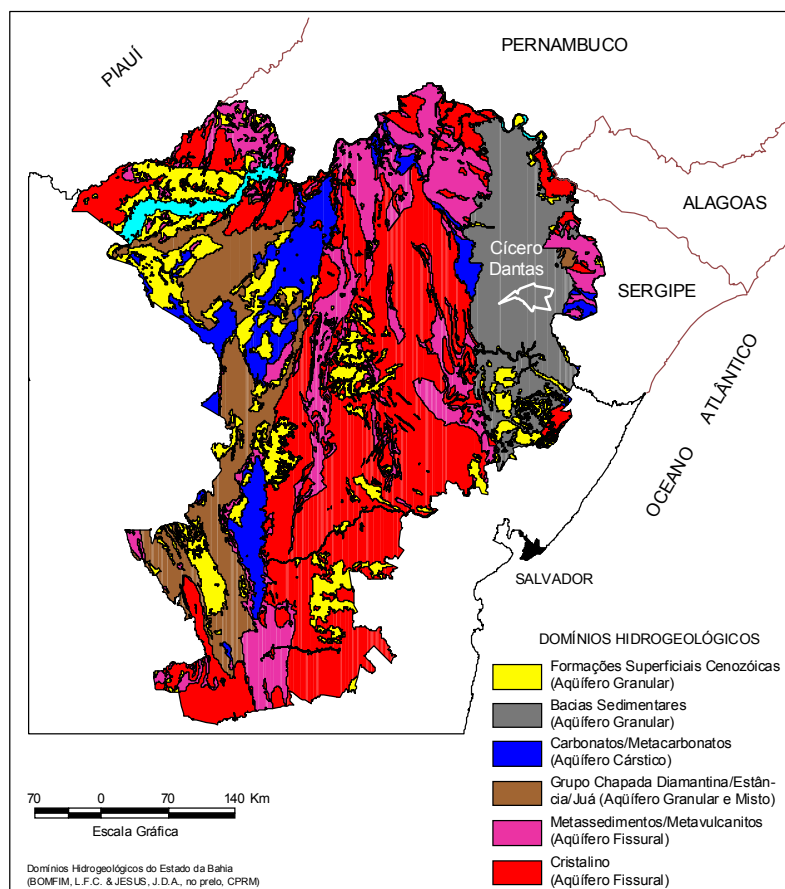 PIAUÍ
PERNAMBUCO
ALAGOAS
Cícero
Dantas
SERGIPE
OCEANO ATLÂNTICO
SALVADOR
DOMÍNIOS HIDROGEOLÓGICOS
Formações Superficiais Cenozóicas
(Aqüífero Granular)
Bacias Sedimentares
(Aqüífero Granular)
Carbonatos/Metacarbonatos
(Aqüífero Cárstico)
Grupo Chapada Diamantina/Estân-
cia/Juá (Aqüífero Granular e Misto)
Metassedimentos/Metavulcanitos
(Aqüífero Fissural)
Cristalino
(Aqüífero Fissural)
70 0 70 140 Km
Escala Gráfica
Domínios Hidrogeológicos do Estado da Bahia
(BOMFIM, L.F.C. & JESUS, J.D.A., no prelo, CPRM)